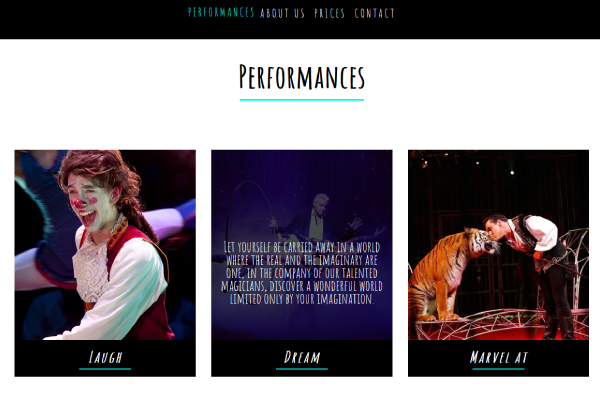 PERFORMANCES ABOUT US PRICES CONTACT
PERFORMANCES
LET YOURSELF BE CARRIED AWAY IN A WORLD
WHERE THE REAL AND THE IMAGINARY ARE
ONE, IN THE COMPANY OF OUR TALENTED
MAGICIANS, DISCOVER A WONDERFUL WORLD
LIMITED ONLY BY YOUR IMAGINATION.
LAUGH
DREAM
MARVEL AT